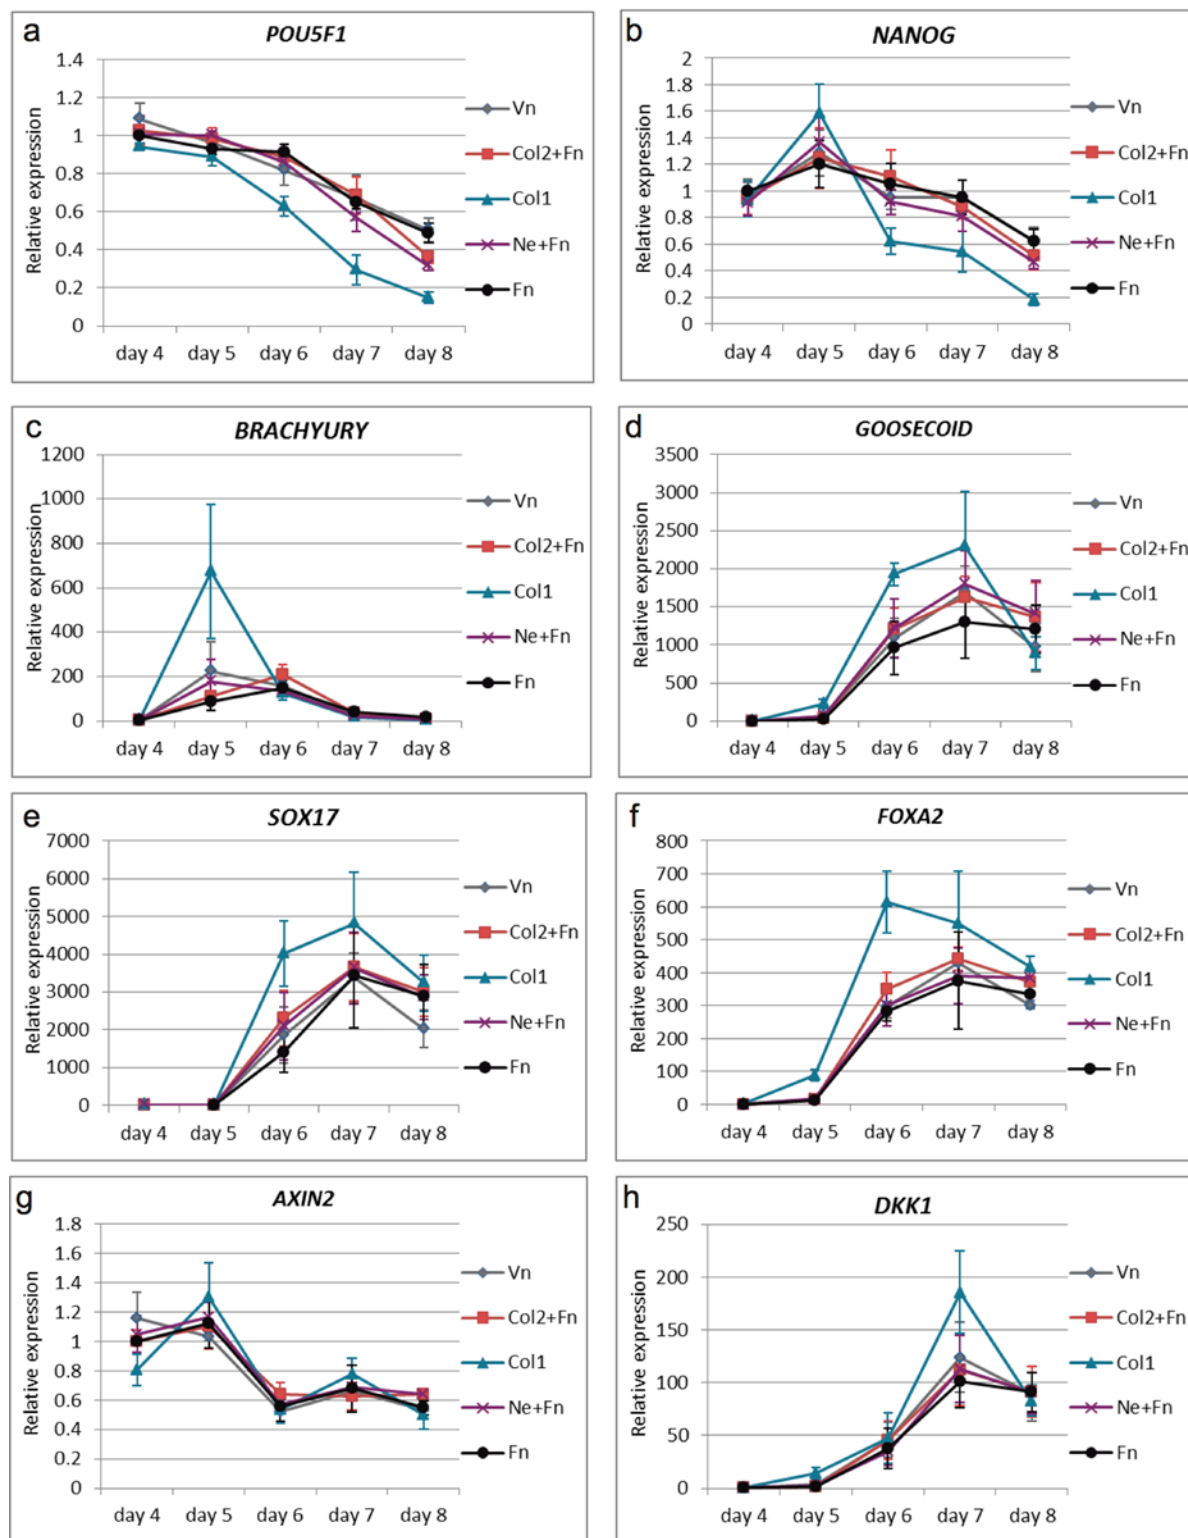 a
POU5F1
1.4
1.2
1
0.8
0.6
0.4
0.2
0
Relative expression
day 4 day 5 day 6 day 7 day 8
Vn
Col2+Fn
Col1
Ne+Fn
Fn
b
NANOG
2
1.8
1.6
1.4
1.2
1
0.8
0.6
0.4
0.2
0
Relative expression
day 4 day 5 day 6 day 7 day 8
Vn
Col2+Fn
Col1
Ne+Fn
Fn
c
BRACHYURY
1200
1000
800
600
400
200
0
Relative expression
day 4 day 5 day 6 day 7 day 8
Vn
Col2+Fn
Col1
Ne+Fn
Fn
d
GOOSECOID
3500
3000
2500
2000
1500
1000
500
0
Relative expression
day 4 day 5 day 6 day 7 day 8
Vn
Col2+Fn
Col1
Ne+Fn
Fn
e
SOX17
7000
6000
5000
4000
3000
2000
1000
0
Relative expression
day 4 day 5 day 6 day 7 day 8
Vn
Col2+Fn
Col1
Ne+Fn
Fn
f
FOXA2
800
700
600
500
400
300
200
100
0
Relative expression
day 4 day 5 day 6 day 7 day 8
Vn
Col2+Fn
Col1
Ne+Fn
Fn
g
AXIN2
1.8
1.6
1.4
1.2
1
0.8
0.6
0.4
0.2
0
Relative expression
day 4 day 5 day 6 day 7 day 8
Vn
Col2+Fn
Col1
Ne+Fn
Fn
h
DKK1
250
200
150
100
50
0
Relative expression
day 4 day 5 day 6 day 7 day 8
Vn
Col2+Fn
Col1
Ne+Fn
Fn